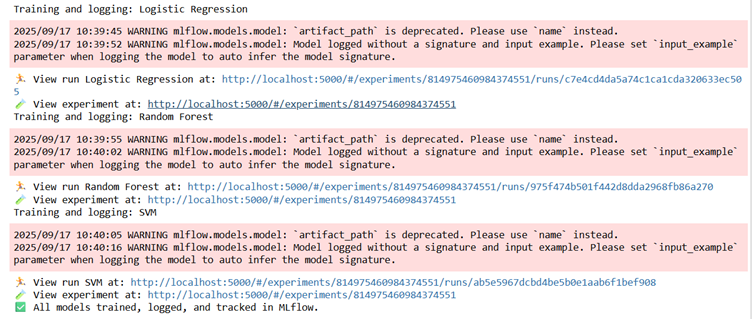 Training and logging: Logistic Regression
2025/09/17 10:39:45 WARNING mlflow.models.model: `artifact_path` is deprecated. Please use `name` instead.
2025/09/17 10:39:52 WARNING mlflow.models.model: Model logged without a signature and input example. Please set `input_example`
parameter when logging the model to auto infer the model signature.
🏃 View run Logistic Regression at: http://localhost:5000/#/experiments/814975460984374551/runs/c7e4cd4da5a74c1ca1cda320633ec50
5
🧪 View experiment at: http://localhost:5000/#/experiments/814975460984374551
Training and logging: Random Forest
2025/09/17 10:39:55 WARNING mlflow.models.model: `artifact_path` is deprecated. Please use `name` instead.
2025/09/17 10:40:02 WARNING mlflow.models.model: Model logged without a signature and input example. Please set `input_example`
parameter when logging the model to auto infer the model signature.
🏃 View run Random Forest at: http://localhost:5000/#/experiments/814975460984374551/runs/975f474b501f442d8dda2968fb86a270
🧪 View experiment at: http://localhost:5000/#/experiments/814975460984374551
Training and logging: SVM
2025/09/17 10:40:05 WARNING mlflow.models.model: `artifact_path` is deprecated. Please use `name` instead.
2025/09/17 10:40:16 WARNING mlflow.models.model: Model logged without a signature and input example. Please set `input_example`
parameter when logging the model to auto infer the model signature.
🏃 View run SVM at: http://localhost:5000/#/experiments/814975460984374551/runs/ab5e5967dcbd4be5b0e1aab6f1bef908
🧪 View experiment at: http://localhost:5000/#/experiments/814975460984374551
✅ All models trained, logged, and tracked in MLflow.